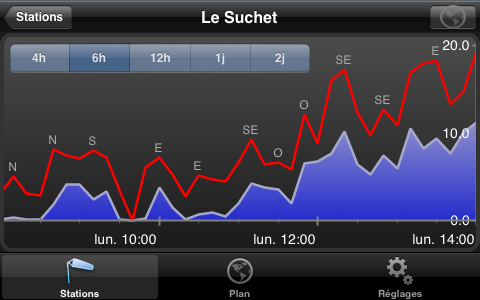 Stations
Le Suchet
4h 6h 12h 1j 2j
20.0
10.0
0.0
N N S E E SE O O SE SE E
lun. 10:00 lun. 12:00 lun. 14:00
Stations Plan Réglages